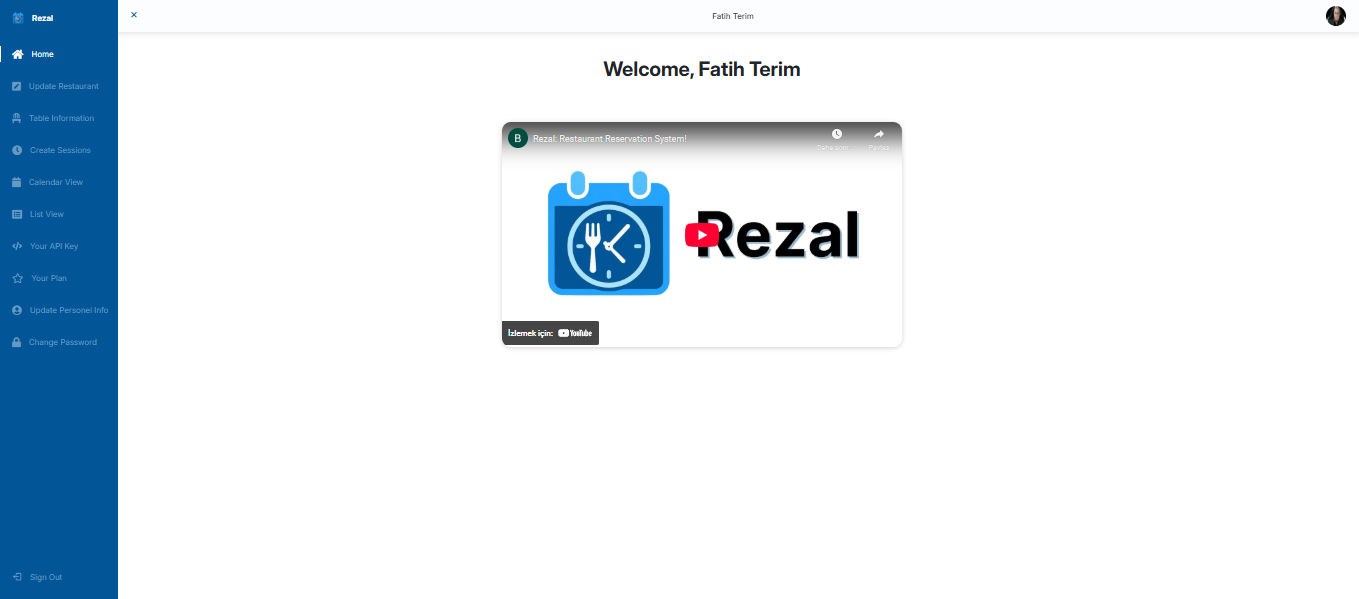 Rezal
Fatih Terim
Home
Update Restaurant
Table Information
Create Sessions
Calendar View
List View
Your API Key
Your Plan
Update Personel Info
Change Password
Sign Out
Welcome, Fatih Terim
B
Rezal: Restaurant Reservation System!
Daha sonr...
Paylaş
Rezal
İzlemek için: YouTube